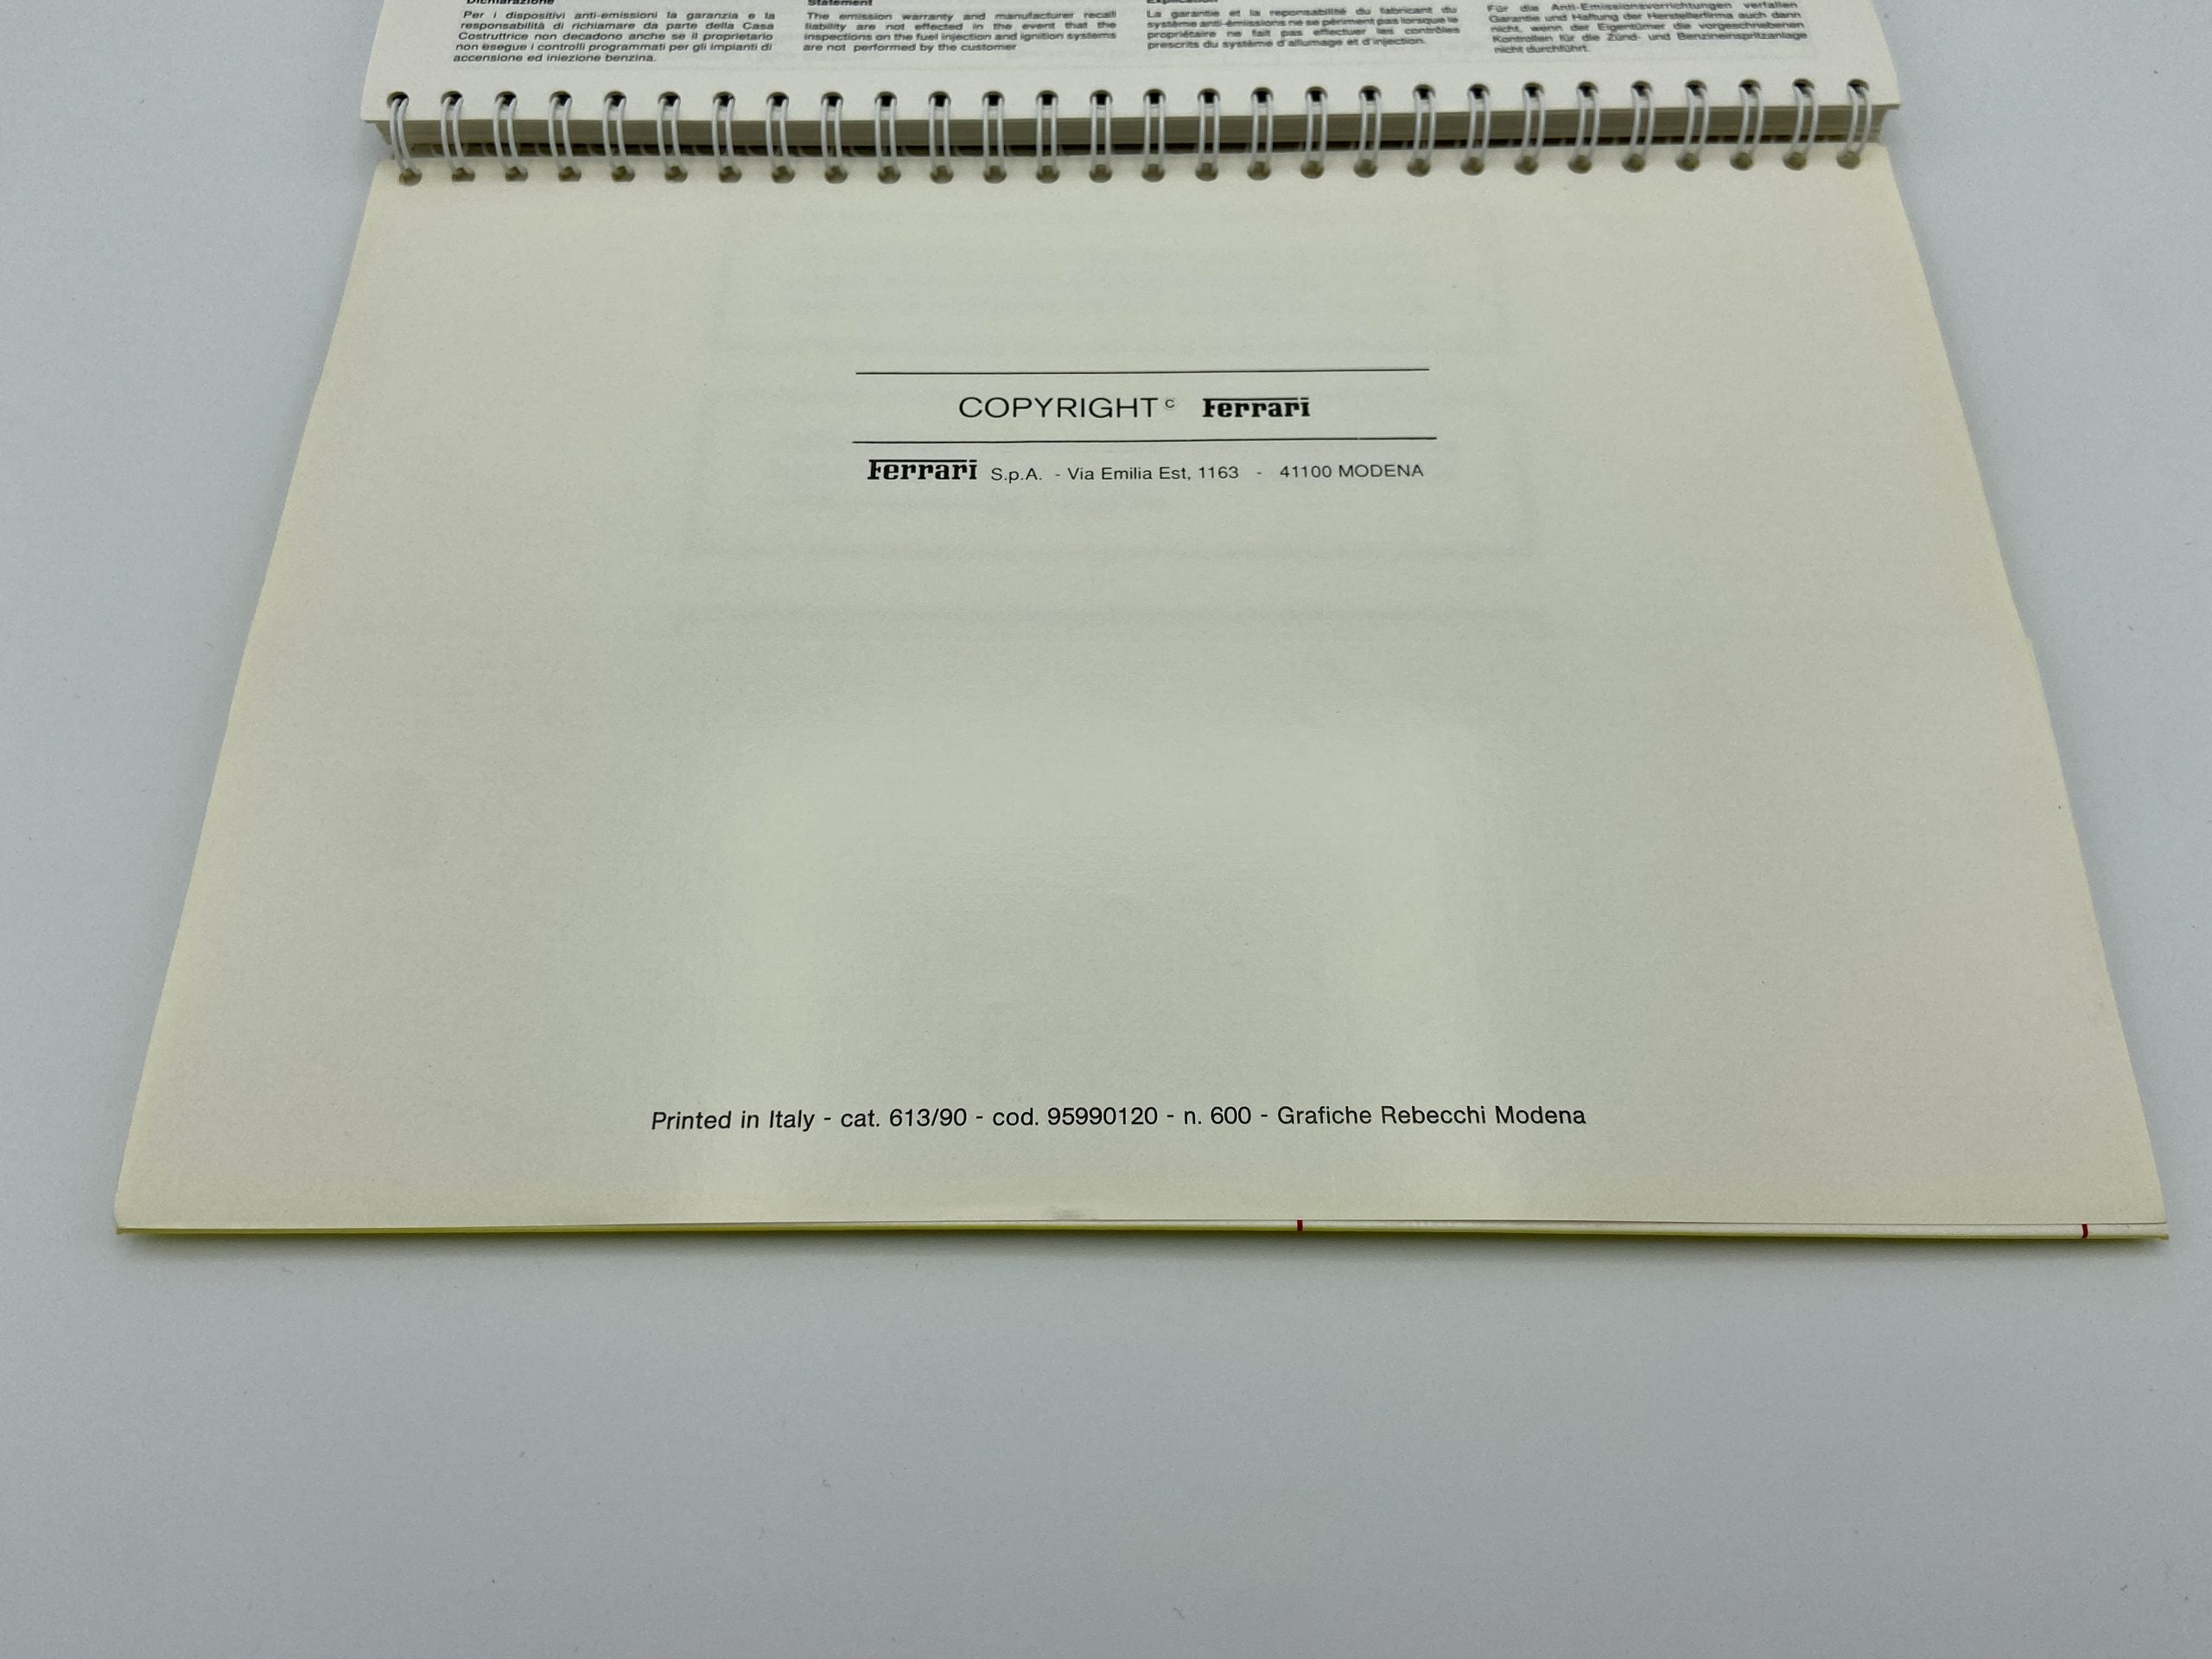 Dichiarazione
Per i dispositivi anti-emissioni la garanzia e la
responsabilità di richiamare da parte della Casa
Costruttrice non decadono anche se il proprietario
non esegue i controlli programmati per gli impianti di
accensione ed iniezione benzina.
Statement
The emission warranty and manufacturer recall
liability are not effected in the event that the
inspections on the fuel injection and ignition systems
are not performed by the customer
Explication
La garantie et la reponsabilité du fabricant du
système anti-émissions ne se périment pas lorsque le
propriétaire ne fait pas effectuer les contrôles
prescrits du système d'allumage et d'injection.
Für die Anti-Emissionsvorrichtungen verfallen
Garantie und Haftung der Herstellerfirma auch dann
nicht, wenn der Eigentümer die vorgeschriebenen
Kontrollen für die Zünd- und Benzineinspritzanlage
nicht durchführt.
COPYRIGHT © Ferrari
Ferrari S.p.A. - Via Emilia Est, 1163 - 41100 MODENA
Printed in Italy - cat. 613/90 - cod. 95990120 - n. 600 - Grafiche Rebecchi Modena